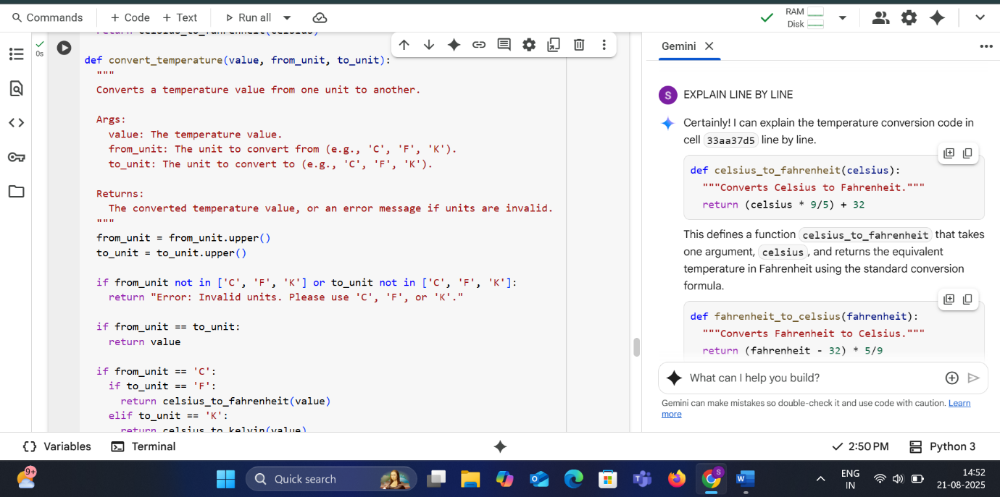 Commands
+ Code
+ Text
Run all
RAM
Disk
0s
return celsius_to_fahrenheit(celsius)
def convert_temperature(value, from_unit, to_unit):
"""
Converts a temperature value from one unit to another.
Args:
value: The temperature value.
from_unit: The unit to convert from (e.g., 'C', 'F', 'K').
to_unit: The unit to convert to (e.g., 'C', 'F', 'K').
Returns:
The converted temperature value, or an error message if units are invalid.
"""
from_unit = from_unit.upper()
to_unit = to_unit.upper()
if from_unit not in ['C', 'F', 'K'] or to_unit not in ['C', 'F', 'K']:
return "Error: Invalid units. Please use 'C', 'F', or 'K'."
if from_unit == to_unit:
return value
if from_unit == 'C':
if to_unit == 'F':
return celsius_to_fahrenheit(value)
elif to_unit == 'K':
return celsius_to_kelvin(value)
Gemini
S
EXPLAIN LINE BY LINE
Certainly! I can explain the temperature conversion code in
cell 33aa37d5 line by line.
def celsius_to_fahrenheit(celsius):
"""Converts Celsius to Fahrenheit."""
return (celsius * 9/5) + 32
This defines a function celsius_to_fahrenheit that takes
one argument, celsius, and returns the equivalent
temperature in Fahrenheit using the standard conversion
formula.
def fahrenheit_to_celsius(fahrenheit):
"""Converts Fahrenheit to Celsius."""
return (fahrenheit - 32) * 5/9
What can I help you build?
Gemini can make mistakes so double-check it and use code with caution. Learn
more
Variables
Terminal
2:50 PM
Python 3
9+
Quick search
S
ENG
IN
14:52
21-08-2025